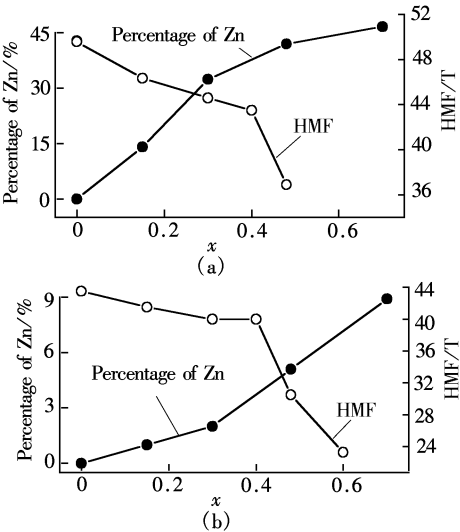 52
45
Percentage of Zn
48
30
44
HMF
15
40
0
36
Percentage of Zn/%
HMF/T
0 0.2 0.4 0.6
x
(a)
9
44
40
6
36
Percentage of Zn
32
3
28
HMF
24
0
Percentage of Zn/%
HMF/T
0 0.2 0.4 0.6
x
(b)